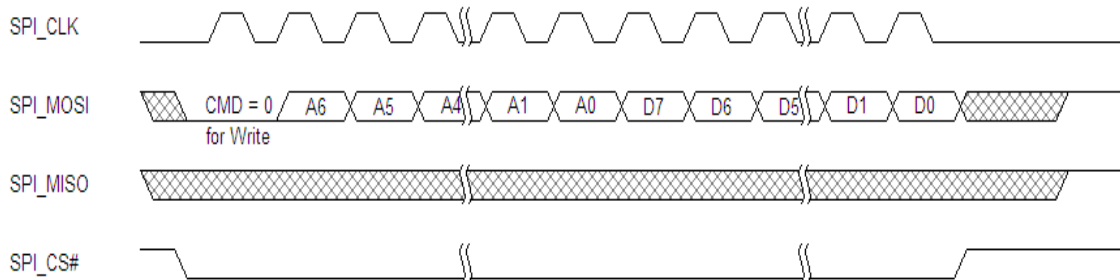 SPI_CLK
SPI_MOSI CMD = 0 A6 A5 A4 A1 A0 D7 D6 D5 D1 D0
for Write
SPI_MISO
SPI_CS#